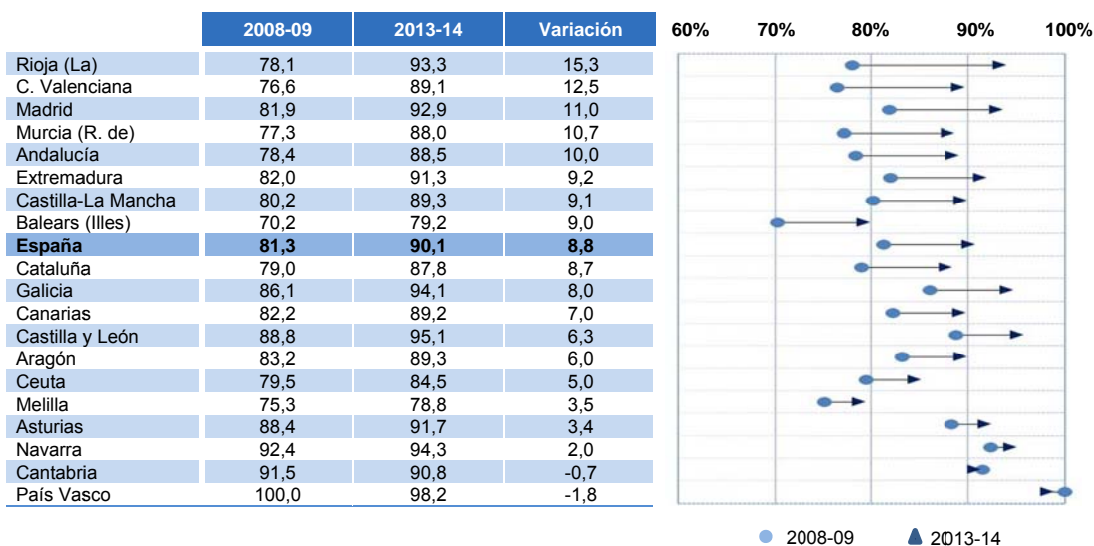 2008-09 2013-14 Variación 60% 70% 80% 90% 100%
Rioja (La) 78,1 93,3 15,3
C. Valenciana 76,6 89,1 12,5
Madrid 81,9 92,9 11,0
Murcia (R. de) 77,3 88,0 10,7
Andalucía 78,4 88,5 10,0
Extremadura 82,0 91,3 9,2
Castilla-La Mancha 80,2 89,3 9,1
Balears (Illes) 70,2 79,2 9,0
España 81,3 90,1 8,8
Cataluña 79,0 87,8 8,7
Galicia 86,1 94,1 8,0
Canarias 82,2 89,2 7,0
Castilla y León 88,8 95,1 6,3
Aragón 83,2 89,3 6,0
Ceuta 79,5 84,5 5,0
Melilla 75,3 78,8 3,5
Asturias 88,4 91,7 3,4
Navarra 92,4 94,3 2,0
Cantabria 91,5 90,8 -0,7
País Vasco 100,0 98,2 -1,8
2008-09 2013-14